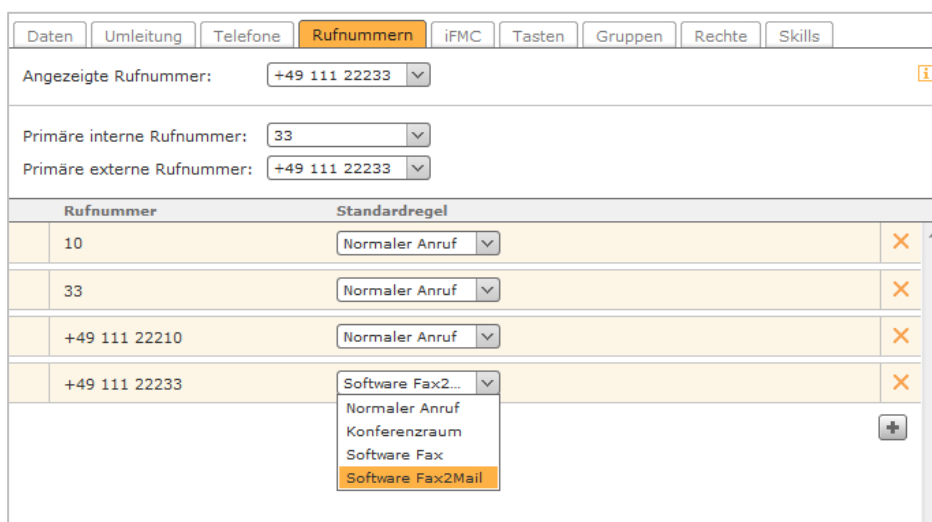 Daten Umleitung Telefone Rufnummern iFMC Tasten Gruppen Rechte Skills
Angezeigte Rufnummer: +49 111 22233
Primäre interne Rufnummer: 33
Primäre externe Rufnummer: +49 111 22233
Rufnummer Standardregel
10 Normaler Anruf
33 Normaler Anruf
+49 111 22210 Normaler Anruf
+49 111 22233 Software Fax2...
Normaler Anruf
Konferenzraum
Software Fax
Software Fax2Mail